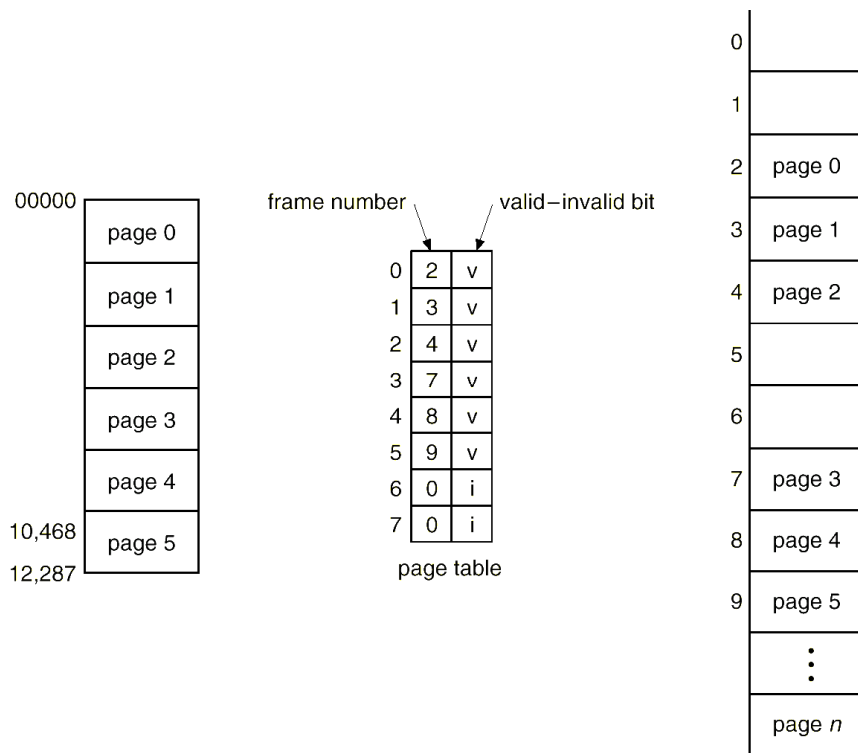 00000
page 0
page 1
page 2
page 3
page 4
10,468
page 5
12,287
frame number
valid–invalid bit
0 2 v
1 3 v
2 4 v
3 7 v
4 8 v
5 9 v
6 0 i
7 0 i
page table
0
1
2 page 0
3 page 1
4 page 2
5
6
7 page 3
8 page 4
9 page 5
page n